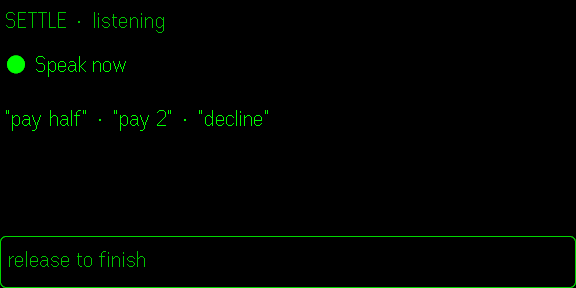 SETTLE · listening
Speak now
"pay half" · "pay 2" · "decline"
release to finish